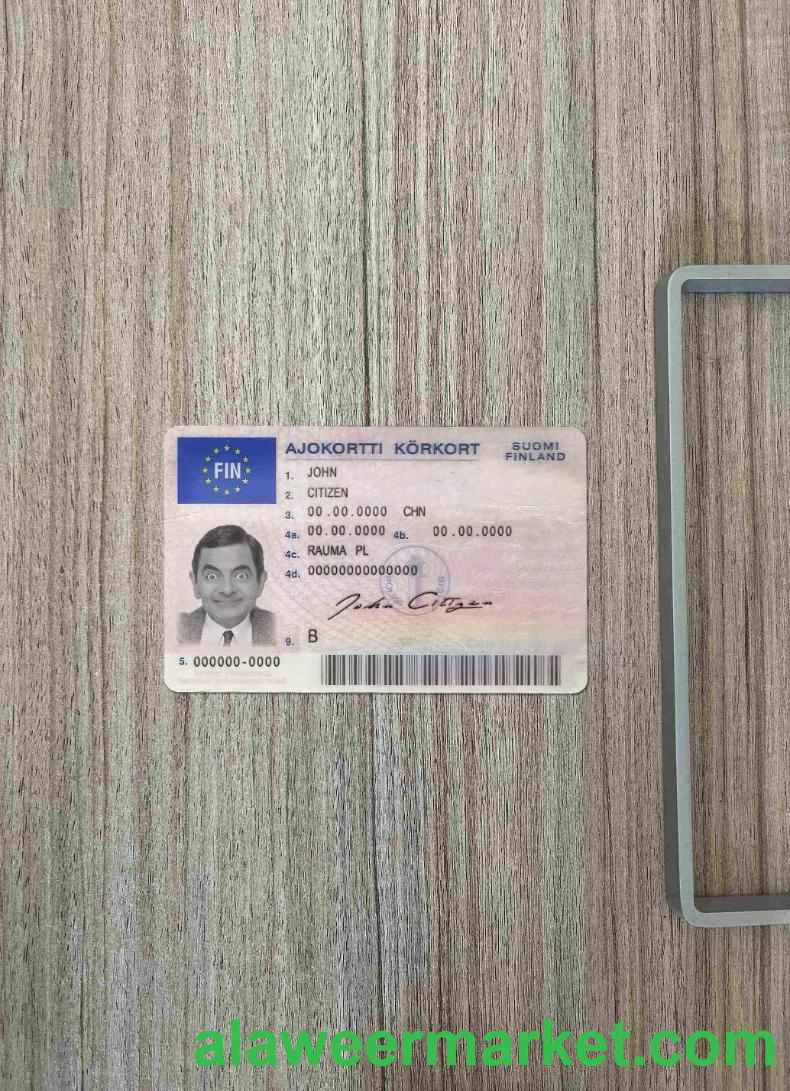 FIN
AJOKORTTI KÖRKORT
SUOMI
FINLAND
1. JOHN
2. CITIZEN
3. 00.00.0000 CHN
4a. 00.00.0000 4b. 00.00.0000
4c. RAUMA PL
4d. 00000000000000
John Citizen
9. B
5. 000000-0000
alaweermarket.com